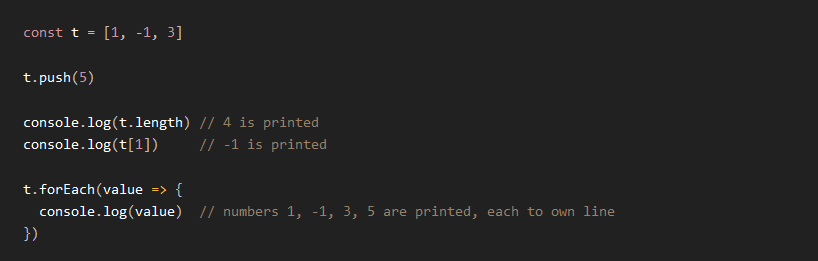 const t = [1, -1, 3]
t.push(5)
console.log(t.length) // 4 is printed
console.log(t[1])     // -1 is printed
t.forEach(value => {
  console.log(value)  // numbers 1, -1, 3, 5 are printed, each to own line
})